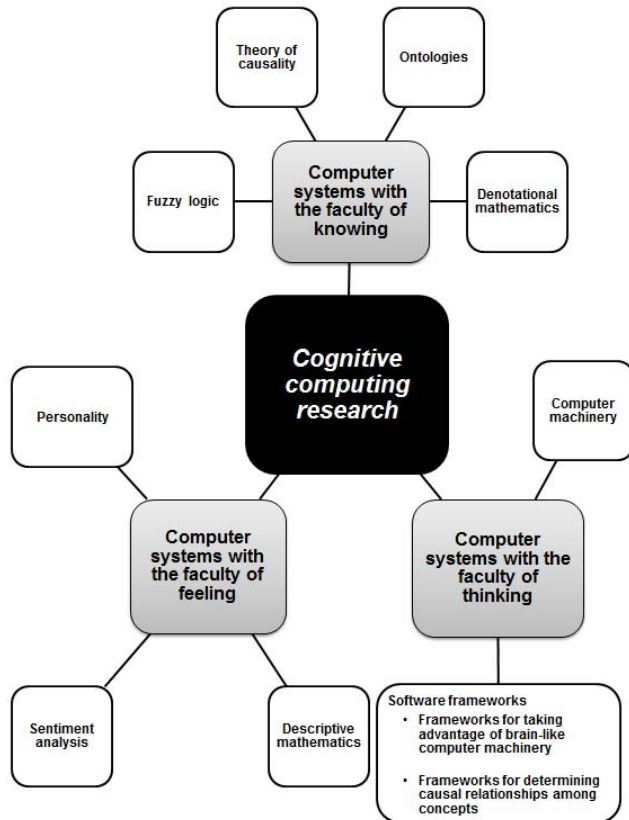 Theory of
causality
Ontologies
Computer
systems with
the faculty of
knowing
Fuzzy logic
Denotational
mathematics
Cognitive
computing
research
Personality
Computer
machinery
Computer
systems with
the faculty of
feeling
Computer
systems with the
faculty of
thinking
Sentiment
analysis
Descriptive
mathematics
Software frameworks
• Frameworks for taking
advantage of brain-like
computer machinery
• Frameworks for determining
causal relationships among
concepts